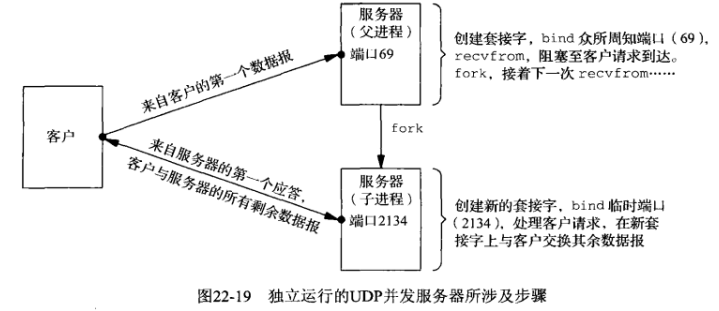 服务器
（父进程）
端口69
创建套接字，bind 众所周知端口（69），
recvfrom，阻塞至客户请求到达。
fork，接着下一次 recvfrom……
来自客户的第一个数据报
客户
fork
来自服务器的第一个应答，
客户与服务器的所有剩余数据报
服务器
（子进程）
端口2134
创建新的套接字，bind 临时端口
（2134），处理客户请求，在新套
接字上与客户交换其余数据报
图22-19 独立运行的UDP并发服务器所涉及步骤